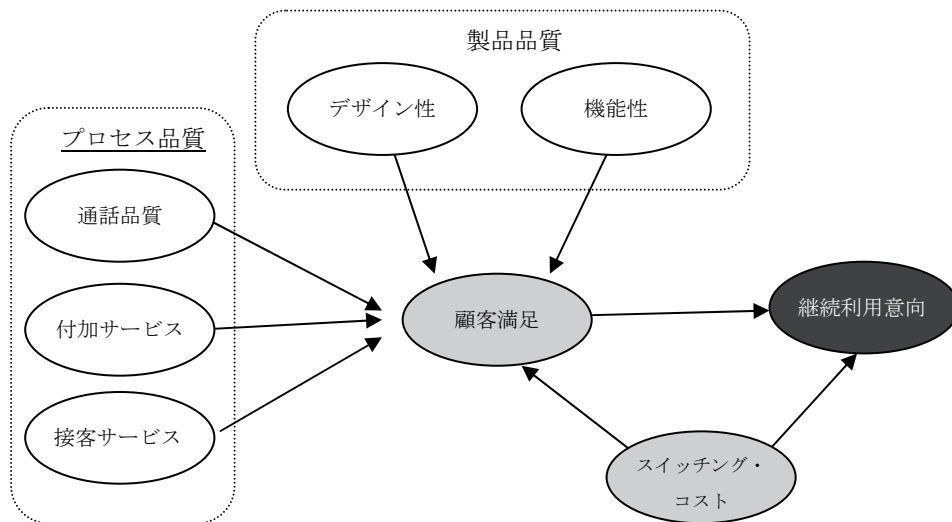 製品品質
デザイン性
機能性
プロセス品質
通話品質
付加サービス
接客サービス
顧客満足
継続利用意向
スイッチング・
コスト